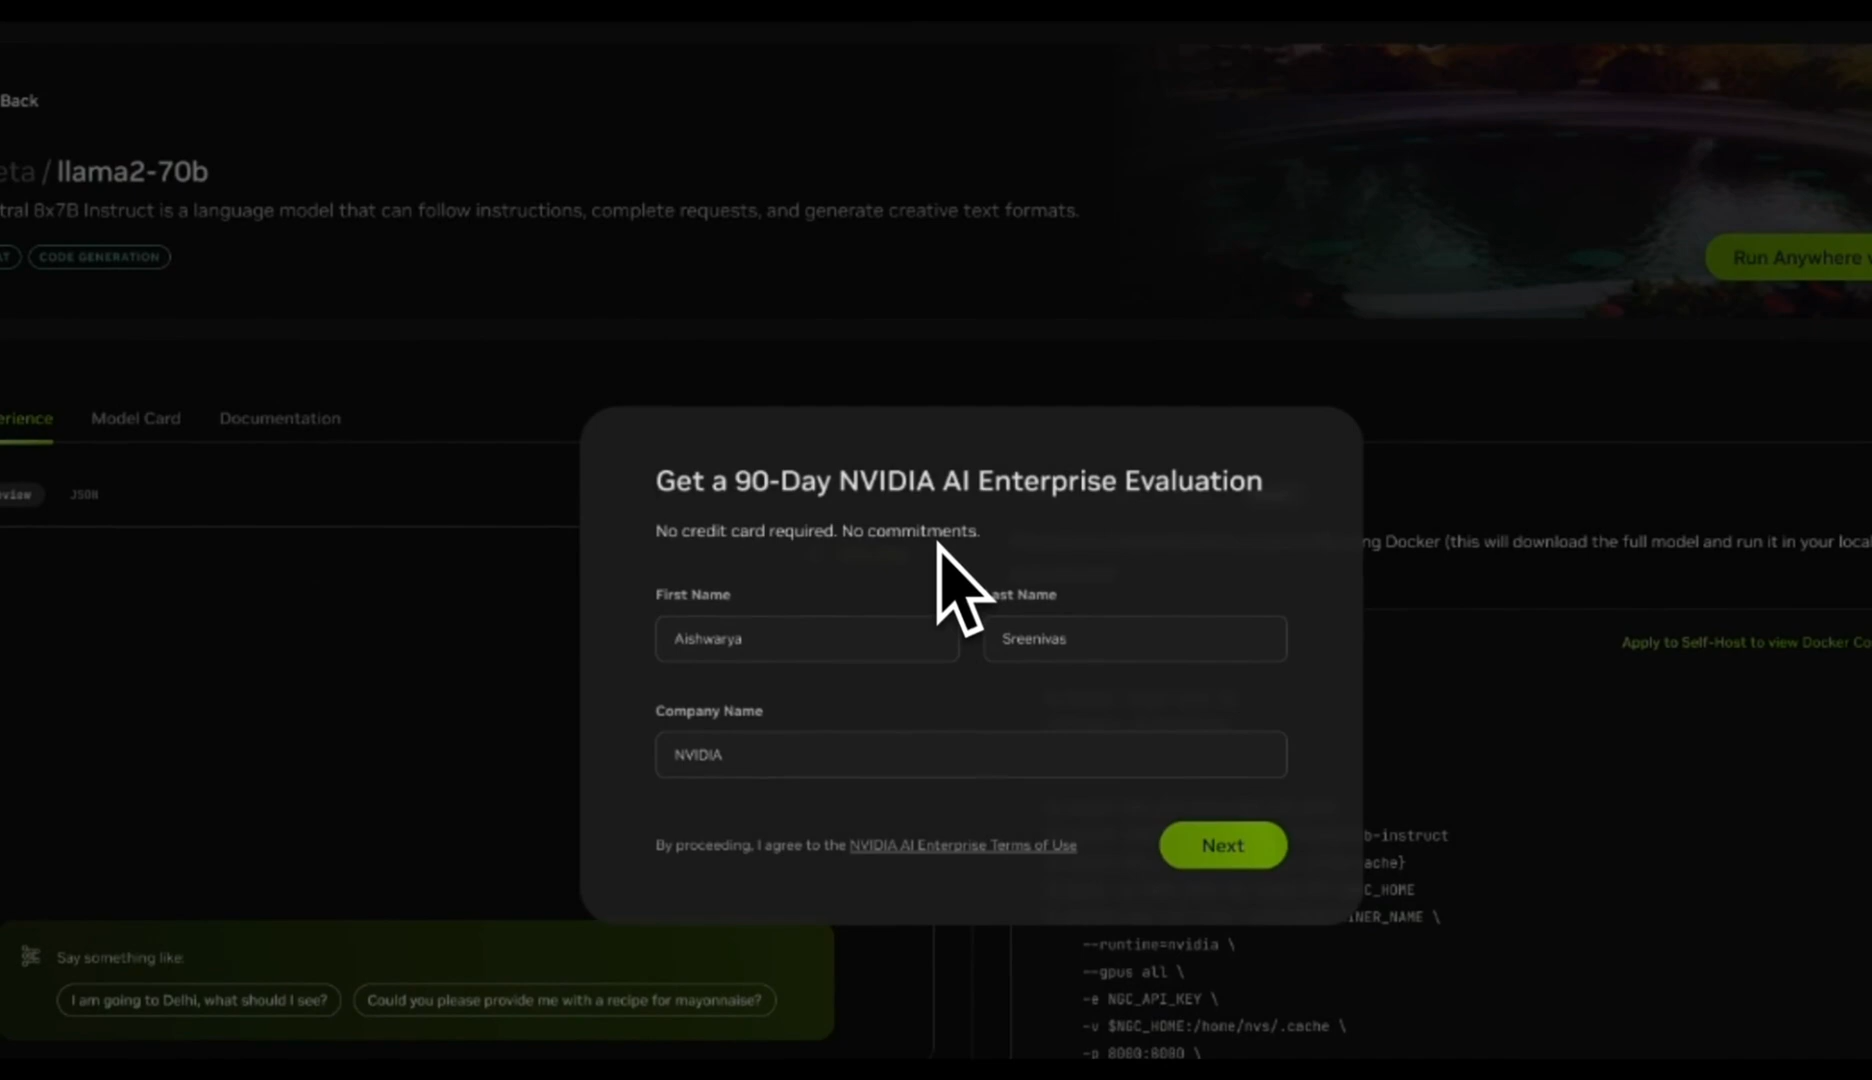 Back
eta / llama2-70b
tral 8x7B Instruct is a language model that can follow instructions, complete requests, and generate creative text formats.
AT CODE GENERATION
Run Anywhere w
erience Model Card Documentation
view JSON
Get a 90-Day NVIDIA AI Enterprise Evaluation
No credit card required. No commitments.
ng Docker (this will download the full model and run it in your local
First Name
ast Name
Aishwarya
Sreenivas
Apply to Self-Host to view Docker Co
Company Name
NVIDIA
By proceeding, I agree to the NVIDIA AI Enterprise Terms of Use
Next
b-instruct
ache}
C_HOME
INER_NAME \
--runtime=nvidia \
--gpus all \
-e NGC_API_KEY \
-v $NGC_HOME:/home/nvs/.cache \
-p 8080:8080 \
Say something like:
I am going to Delhi, what should I see?
Could you please provide me with a recipe for mayonnaise?